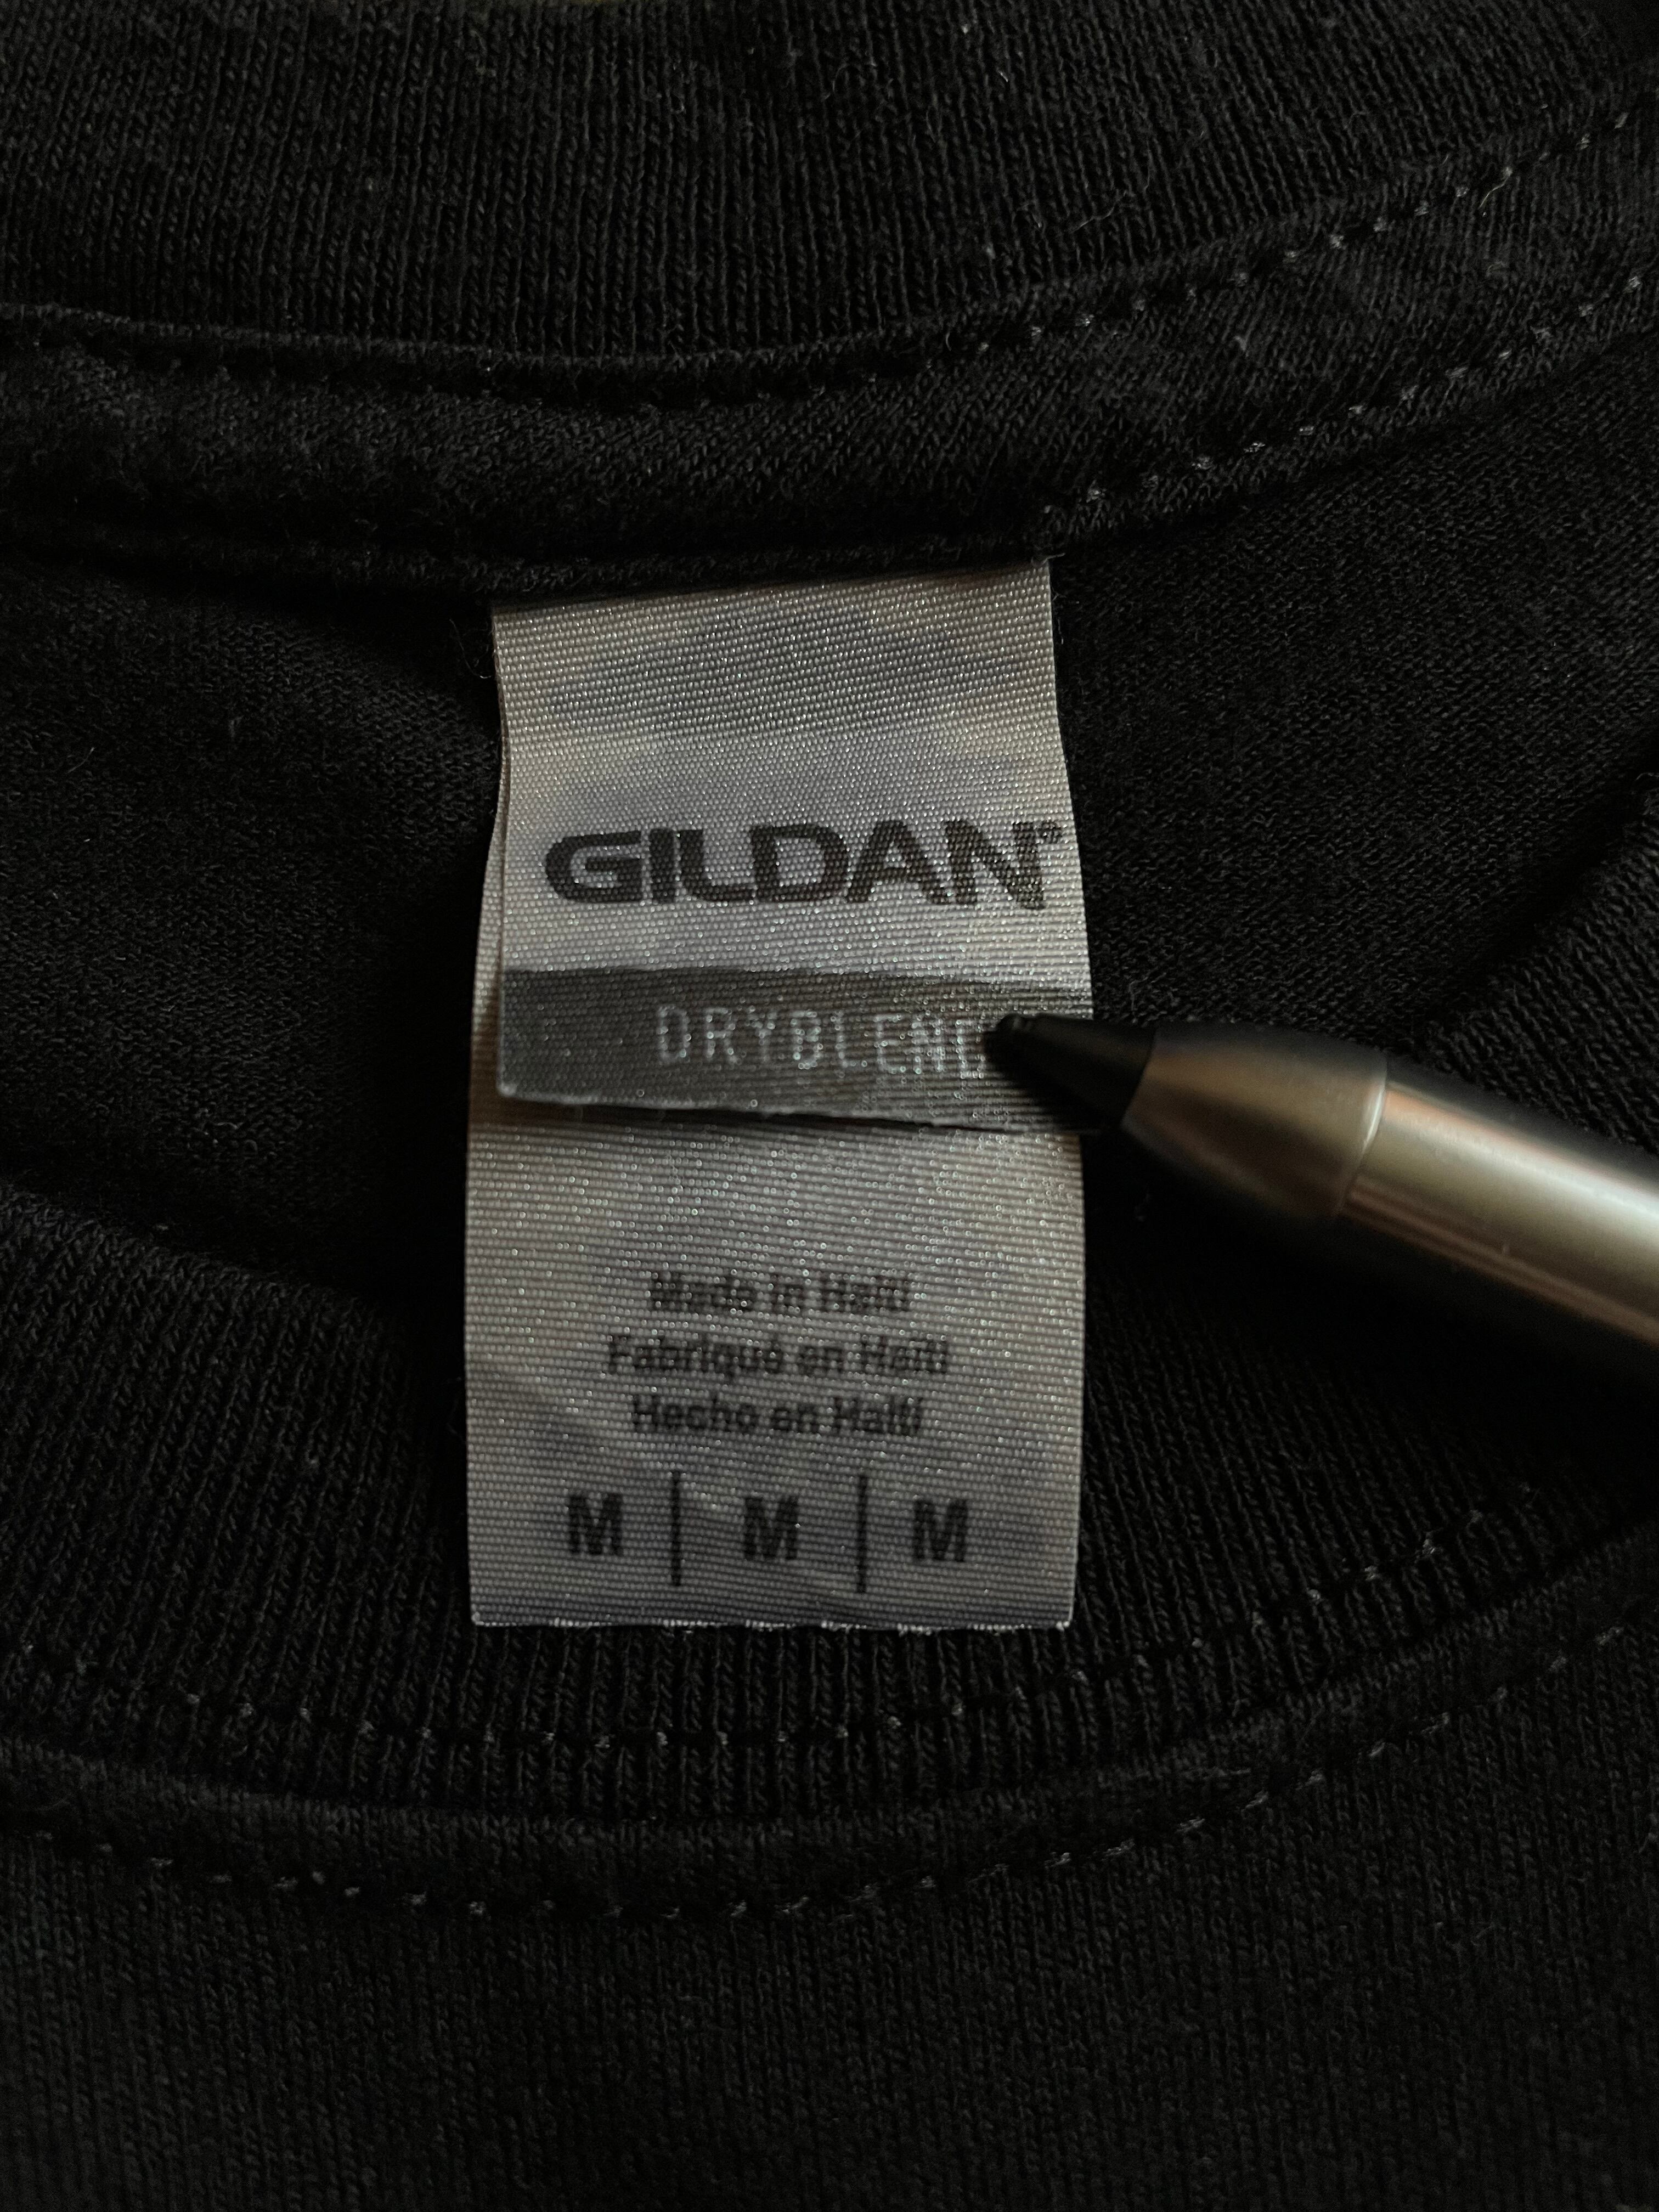 GILDAN®
DRYBLEND
Made in Haiti
Fabriqué en Haïti
Hecho en Haití
M | M | M